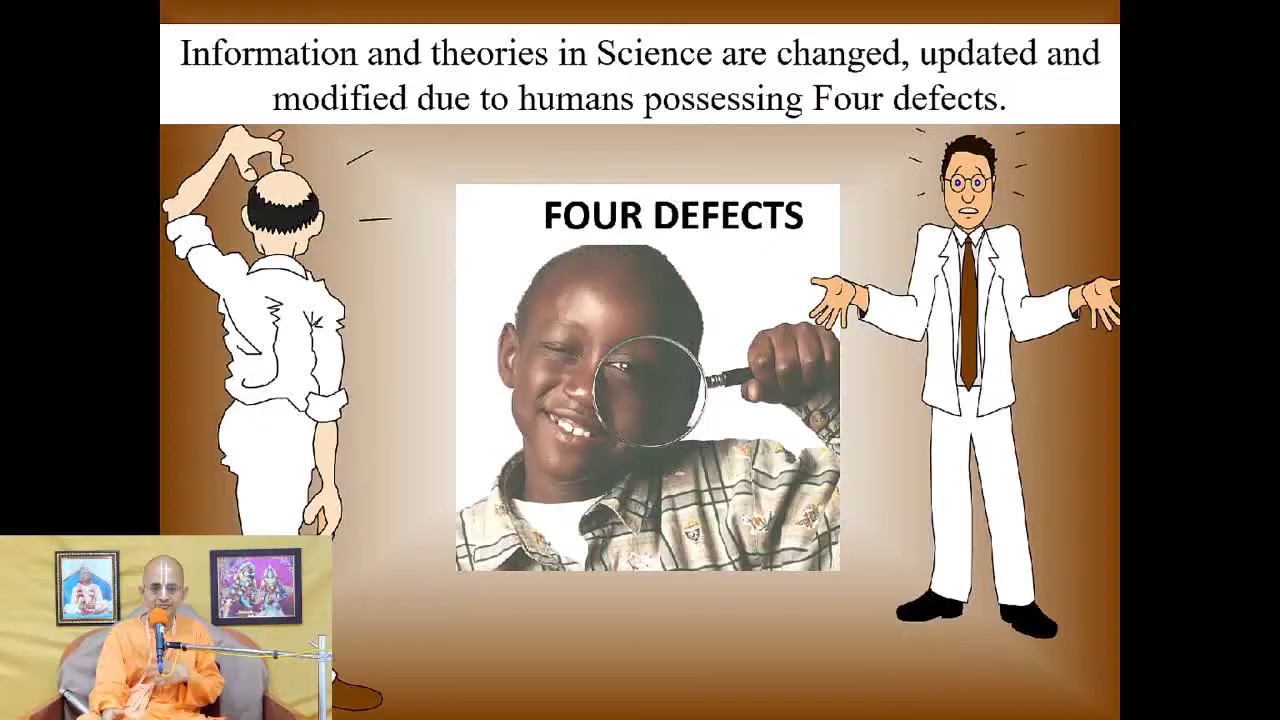 Information and theories in Science are changed, updated and
modified due to humans possessing Four defects.
FOUR DEFECTS